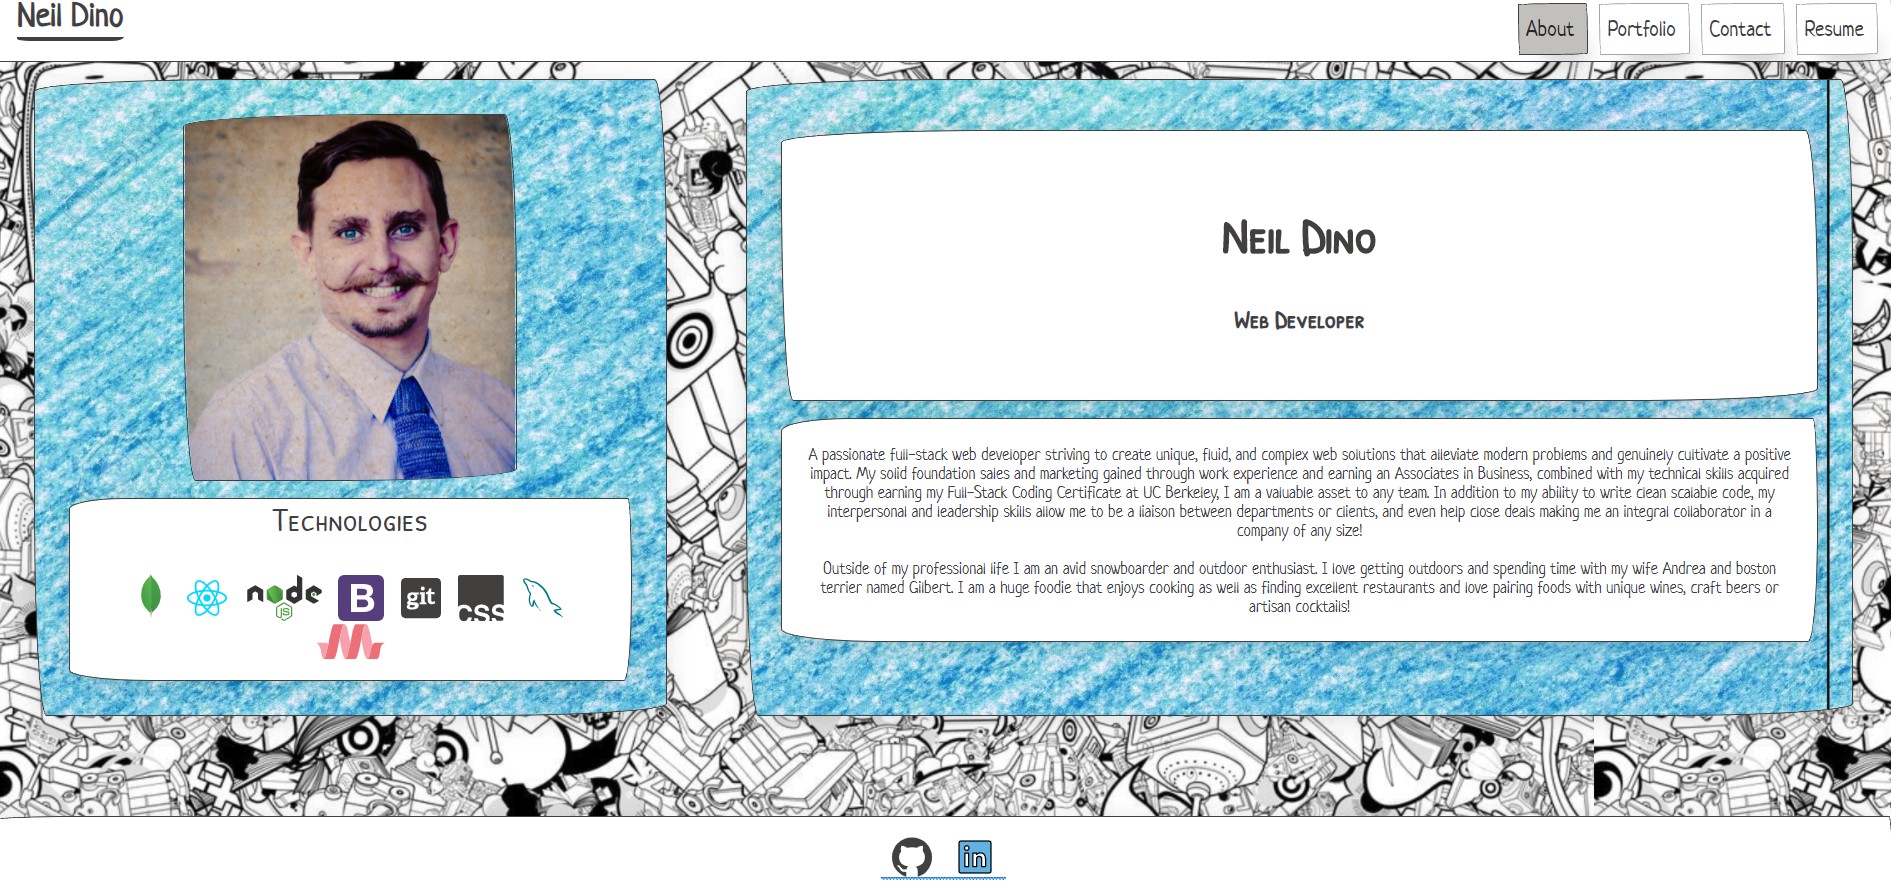 Neil Dino
About Portfolio Contact Resume
Neil Dino
Web Developer
A passionate full-stack web developer striving to create unique, fluid, and complex web solutions that alleviate modern problems and genuinely cultivate a positive
impact. My solid foundation sales and marketing gained through work experience and earning an Associates in Business, combined with my technical skills acquired
through earning my Full-Stack Coding Certificate at UC Berkeley, I am a valuable asset to any team. In addition to my ability to write clean scalable code, my
interpersonal and leadership skills allow me to be a liaison between departments or clients, and even help close deals making me an integral collaborator in a
company of any size!
Outside of my professional life I am an avid snowboarder and outdoor enthusiast. I love getting outdoors and spending time with my wife Andrea and boston
terrier named Gilbert. I am a huge foodie that enjoys cooking as well as finding excellent restaurants and love pairing foods with unique wines, craft beers or
artisan cocktails!
Technologies
node JS B git CSS
in